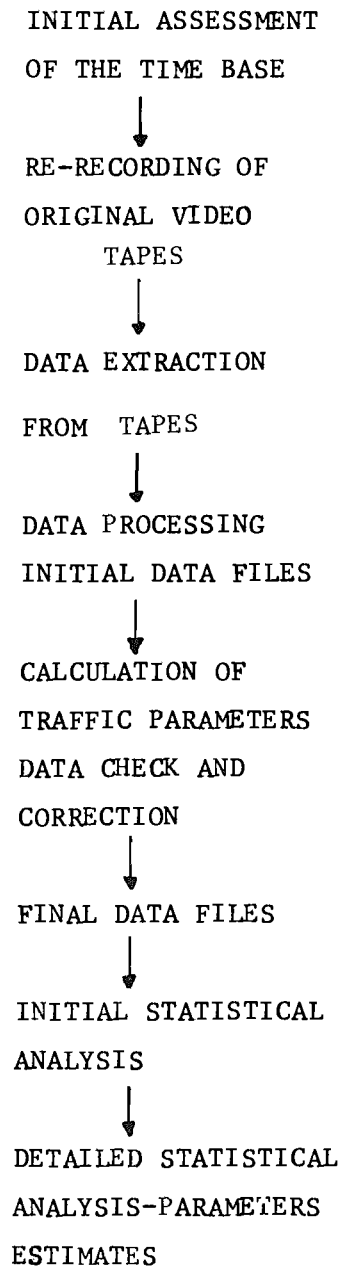 INITIAL ASSESSMENT
OF THE TIME BASE
RE-RECORDING OF
ORIGINAL VIDEO
TAPES
DATA EXTRACTION
FROM TAPES
DATA PROCESSING
INITIAL DATA FILES
CALCULATION OF
TRAFFIC PARAMETERS
DATA CHECK AND
CORRECTION
FINAL DATA FILES
INITIAL STATISTICAL
ANALYSIS
DETAILED STATISTICAL
ANALYSIS-PARAMETERS
ESTIMATES